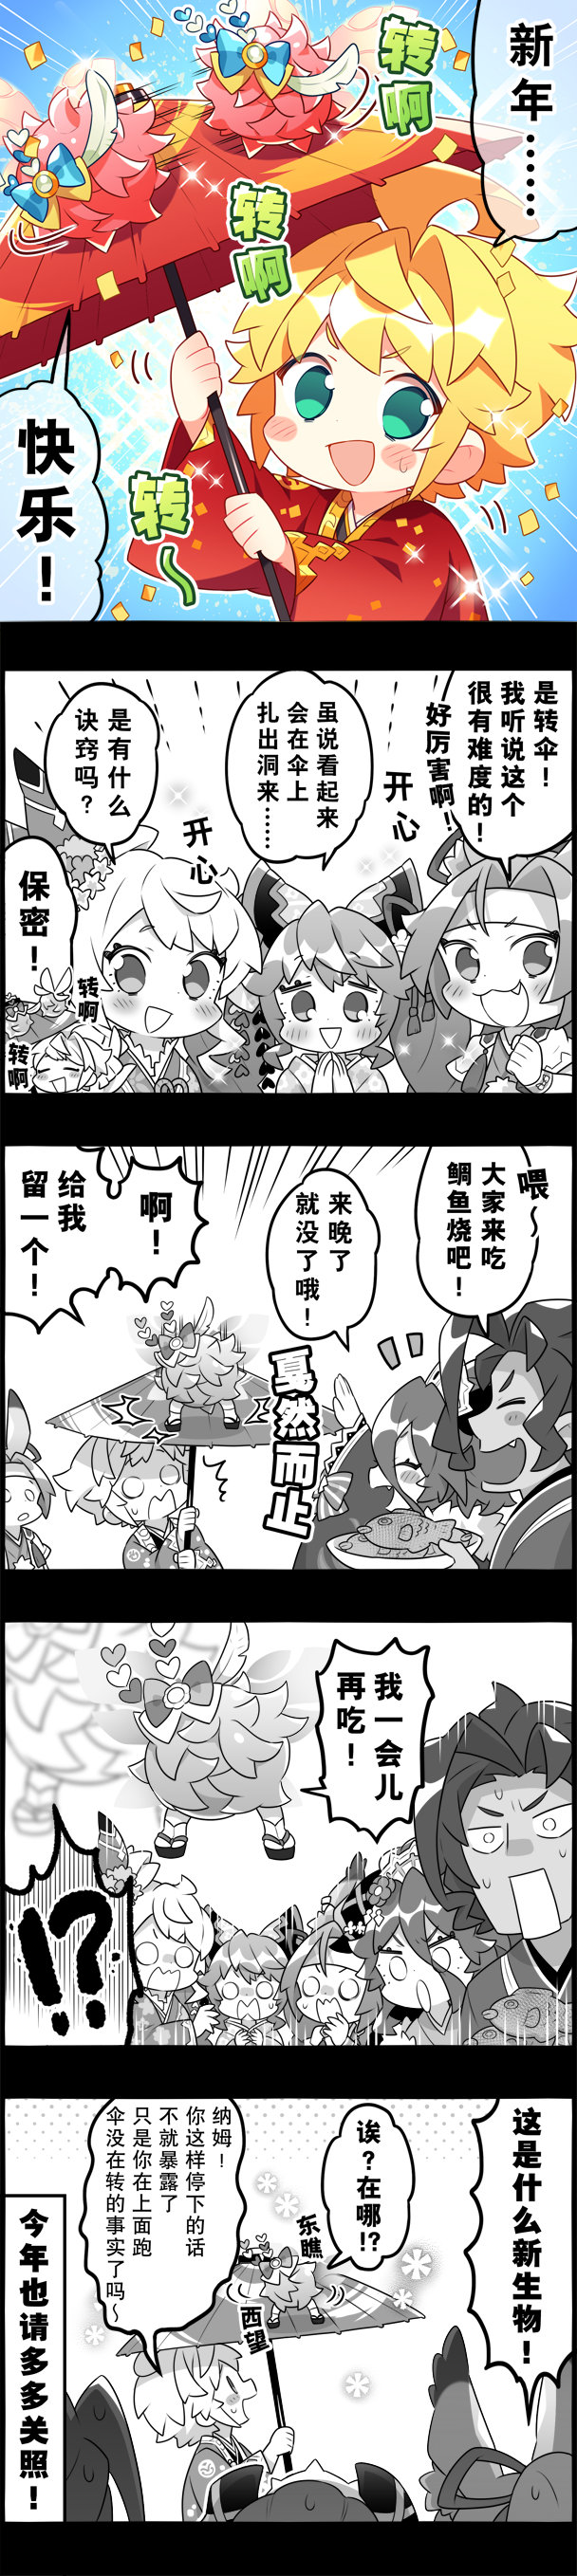 新年……
转啊
转啊
转～
快乐！
是转伞！
我听说这个
很有难度的！
好厉害啊！
开心
虽说看起来
会在伞上
扎出洞来……
开心
是有什么
诀窍吗？
保密！
转啊
转啊
喂～
大家来吃
鲷鱼烧吧！
来晚了
就没了哦！
戛然而止
啊！
给我
留一个！
我一会儿
再吃！
!?
这是什么新生物！
诶？在哪!?
东瞧
西望
纳姆！
你这样停下的话
不就暴露了
只是你在上面跑
伞没在转的事实了吗～
今年也请多多关照！